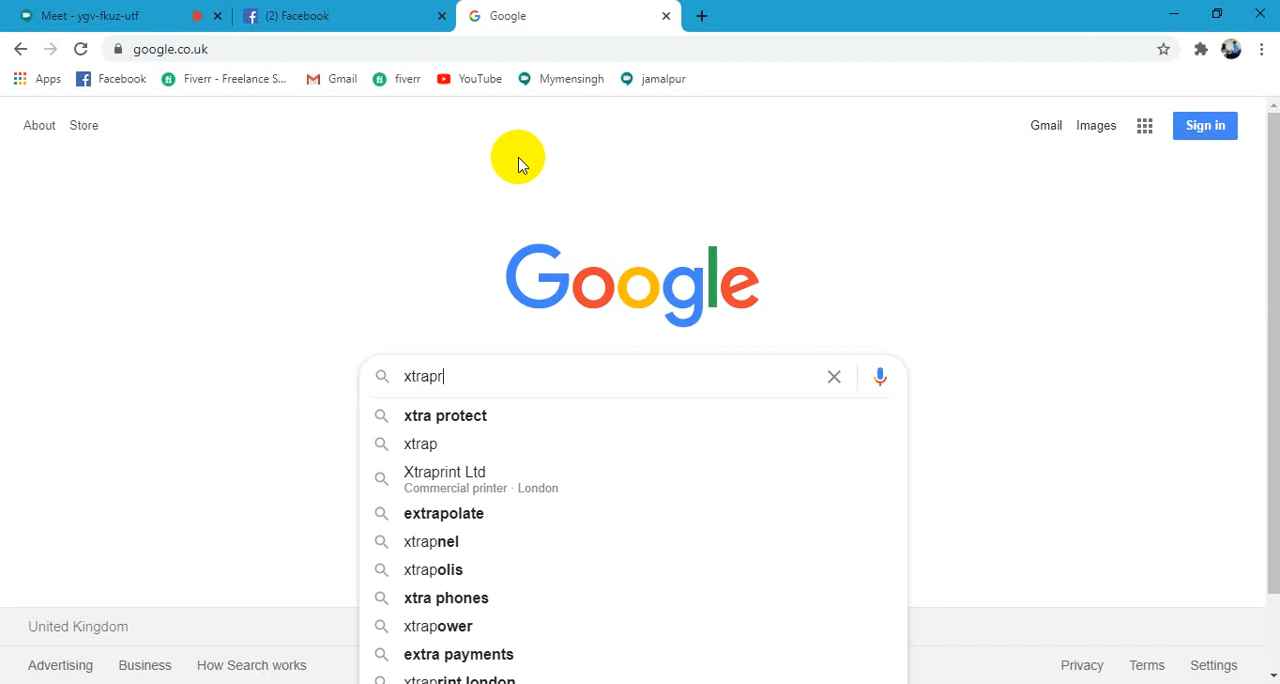 Meet - ygv-fkuz-utf
(2) Facebook
Google
google.co.uk
Apps Facebook Fiverr - Freelance S... Gmail fiverr YouTube Mymensingh jamalpur
About Store
Gmail Images Sign in
Google
xtrapr
xtra protect
xtrap
Xtraprint Ltd
Commercial printer · London
extrapolate
xtrapnel
xtrapolis
xtra phones
xtrapower
extra payments
xtraprint london
United Kingdom
Advertising Business How Search works
Privacy Terms Settings